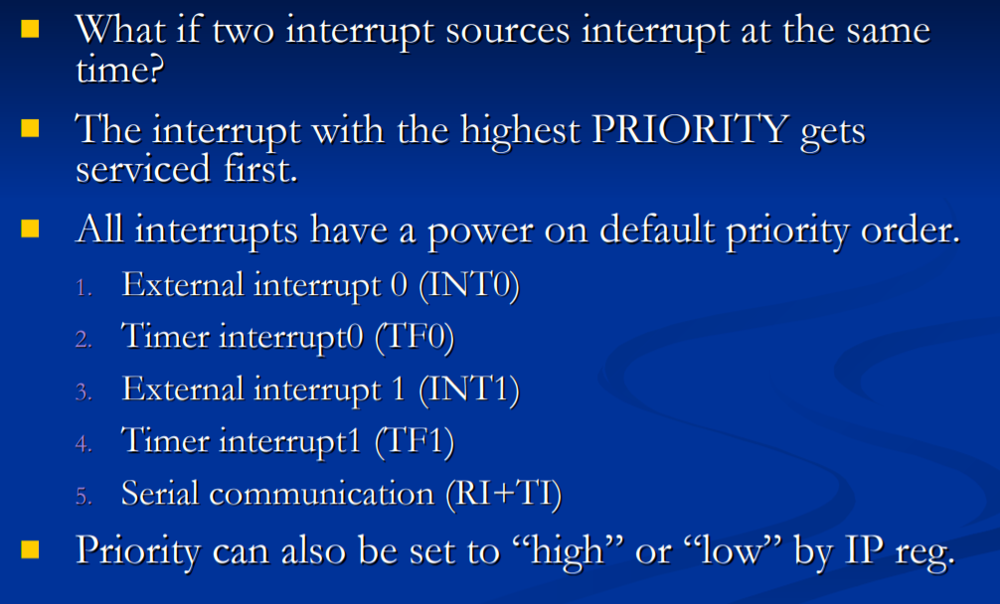 What if two interrupt sources interrupt at the same
time?
The interrupt with the highest PRIORITY gets
serviced first.
All interrupts have a power on default priority order.
1. External interrupt 0 (INT0)
2. Timer interrupt0 (TF0)
3. External interrupt 1 (INT1)
4. Timer interrupt1 (TF1)
5. Serial communication (RI+TI)
Priority can also be set to “high” or “low” by IP reg.